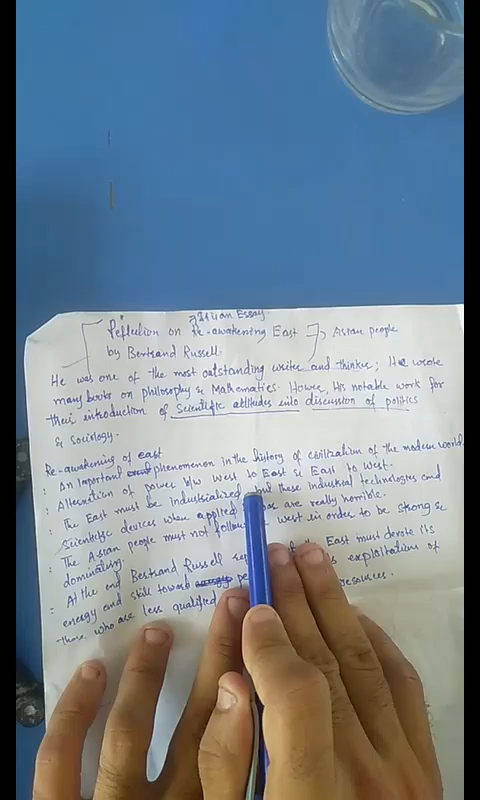 Essay
Reflection on Re-awakening East Asian people
by Bertrand Russell.
He was one of the most outstanding writer and thinker; He wrote
many books on philosophy & Mathematics. Howev, His notable work for
their introduction of scientific attitudes into discussion of politics
& sociology.
Re-awakening of east
: An important phenomenon in the history of civilization of the modern world.
: Alternation of power b/w West to East & East to West.
: The East must be industrialized and these industrial technologies and
scientific devices when applied are really horrible.
: The Asian people must not follow west in order to be strong &
dominating.
: At the end Bertrand Russell East must devote its
energy and skill toward exploitation of
those who are less qualified resources.